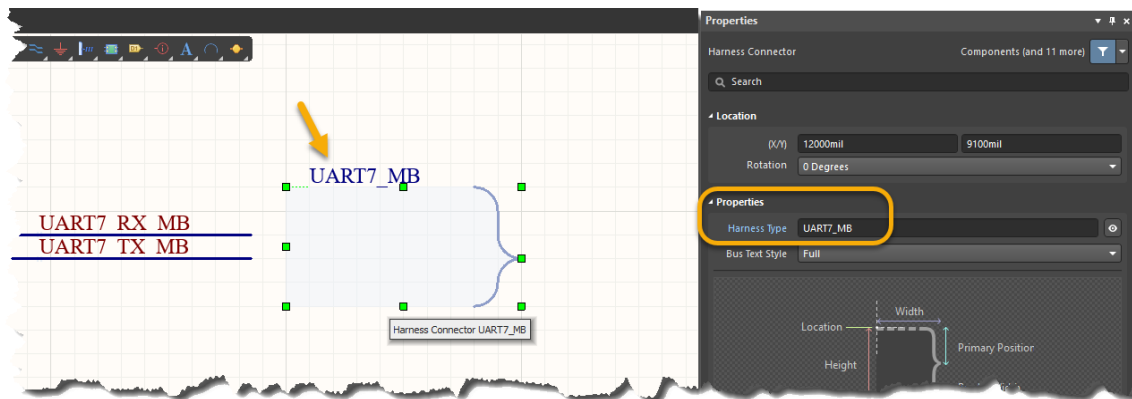 Properties
Harness Connector
Components (and 11 more)
Search
Location
(X/Y) 12000mil 9100mil
Rotation 0 Degrees
Properties
Harness Type UART7_MB
Bus Text Style Full
Width
Location
Primary Position
Height
A
UART7_MB
UART7_RX_MB
UART7_TX_MB
Harness Connector UART7_MB